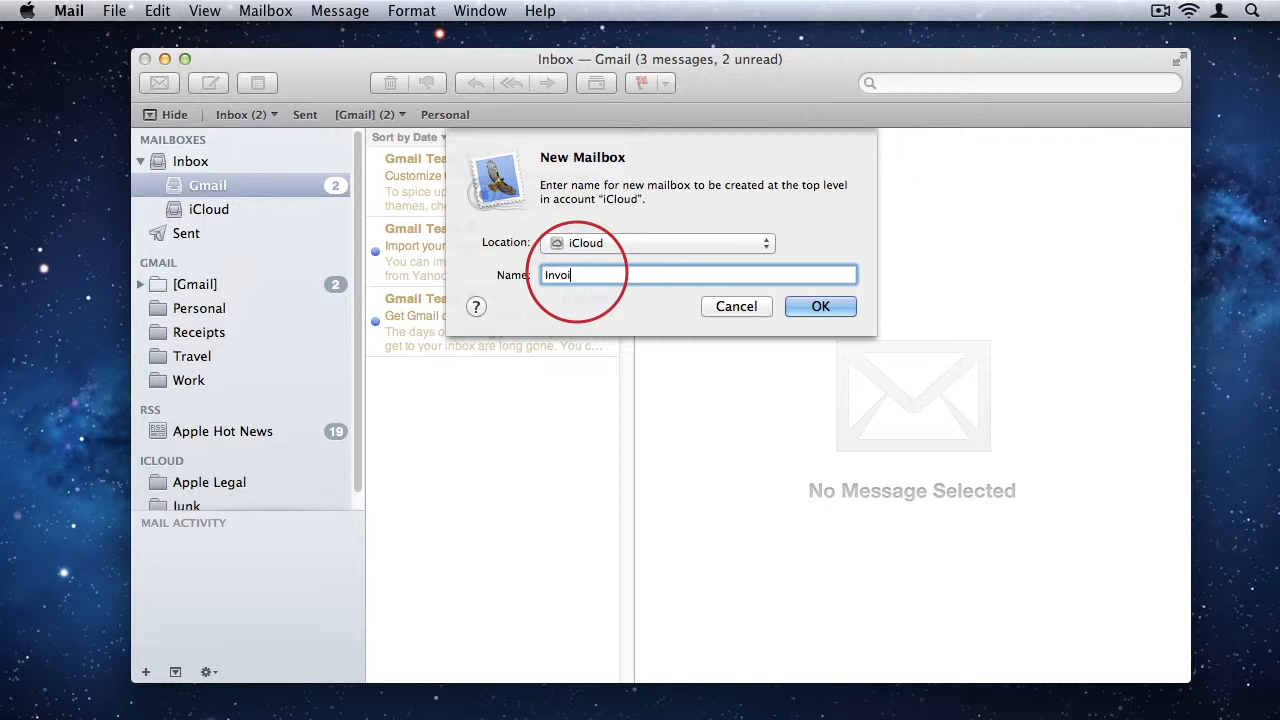 Mail File Edit View Mailbox Message Format Window Help
Inbox — Gmail (3 messages, 2 unread)
Hide Inbox (2) Sent [Gmail] (2) Personal
MAILBOXES
Inbox
Gmail 2
iCloud
Sent
GMAIL
[Gmail] 2
Personal
Receipts
Travel
Work
RSS
RSS Apple Hot News 19
ICLOUD
Apple Legal
Junk
MAIL ACTIVITY
Sort by Date
Gmail Tea
Customize
To spice up
themes, che
Gmail Tea
Import your
You can im
from Yahoo
Gmail Tea
Get Gmail o
The days o
get to your inbox are long gone. You c…
New Mailbox
Enter name for new mailbox to be created at the top level
in account “iCloud”.
Location: iCloud
Name: Invoi
? Cancel OK
No Message Selected